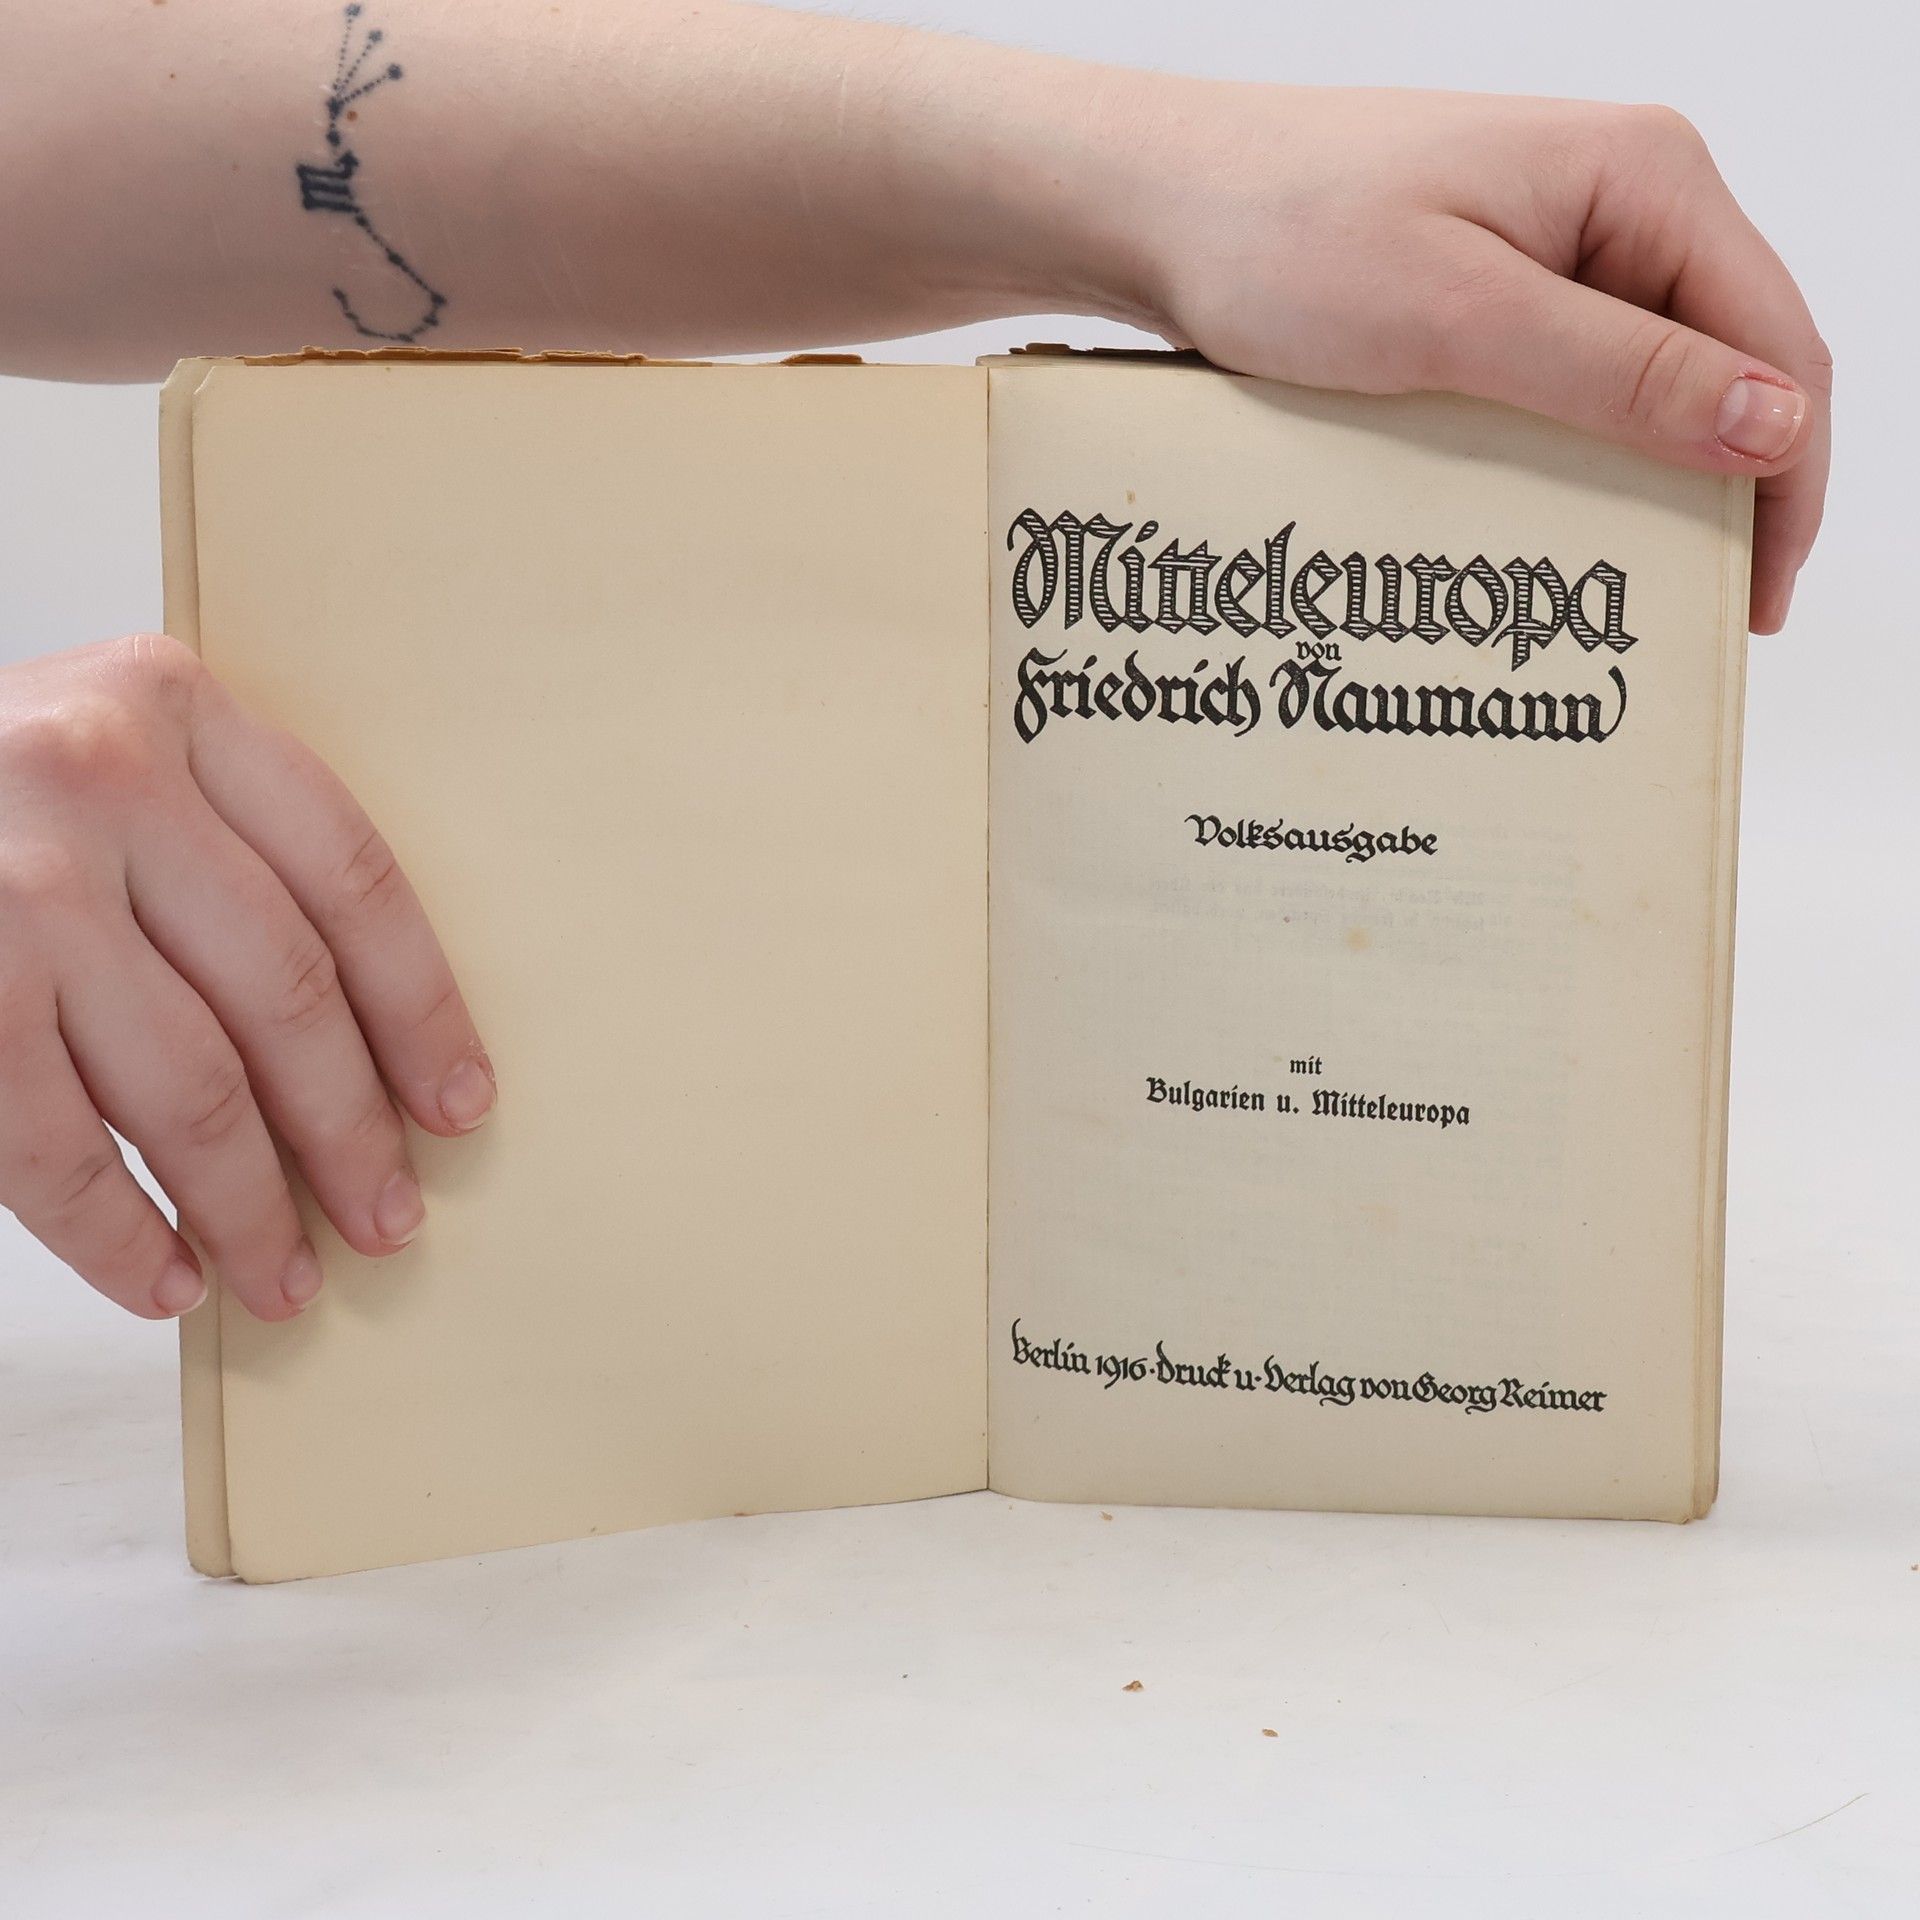 Mitteleuropa
von
Friedrich Naumann
Volksausgabe
mit
Bulgarien u. Mitteleuropa
Berlin 1916 · Druck u · Verlag von Georg Reimer